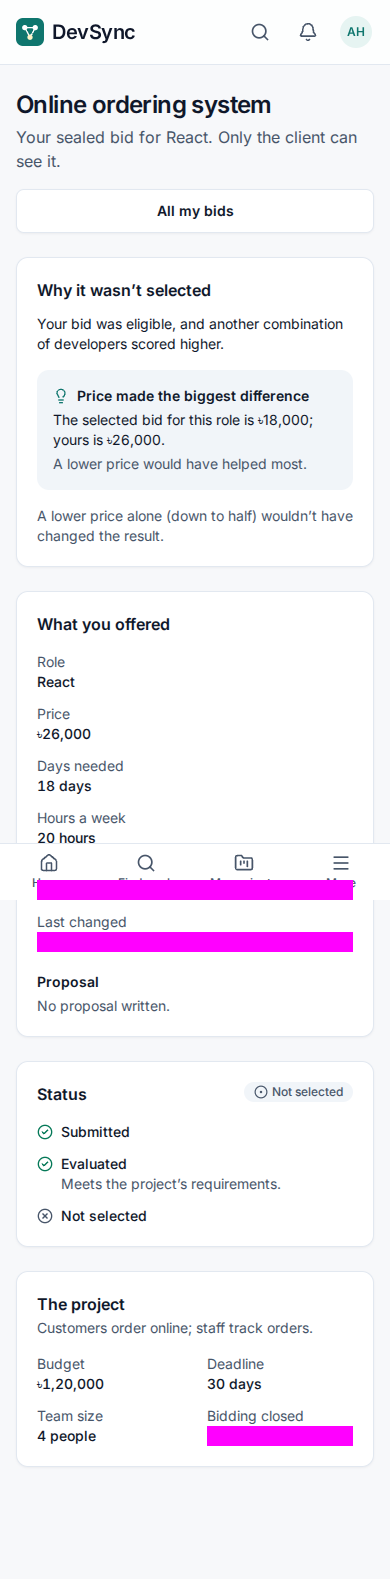 DevSync
AH
Online ordering system
Your sealed bid for React. Only the client can
see it.
All my bids
Why it wasn’t selected
Your bid was eligible, and another combination
of developers scored higher.
Price made the biggest difference
The selected bid for this role is ৳18,000;
yours is ৳26,000.
A lower price would have helped most.
A lower price alone (down to half) wouldn’t have
changed the result.
What you offered
Role
React
Price
৳26,000
Days needed
18 days
Hours a week
20 hours
Last changed
Proposal
No proposal written.
Status
Not selected
Submitted
Evaluated
Meets the project’s requirements.
Not selected
The project
Customers order online; staff track orders.
Budget
Deadline
৳1,20,000
30 days
Team size
Bidding closed
4 people